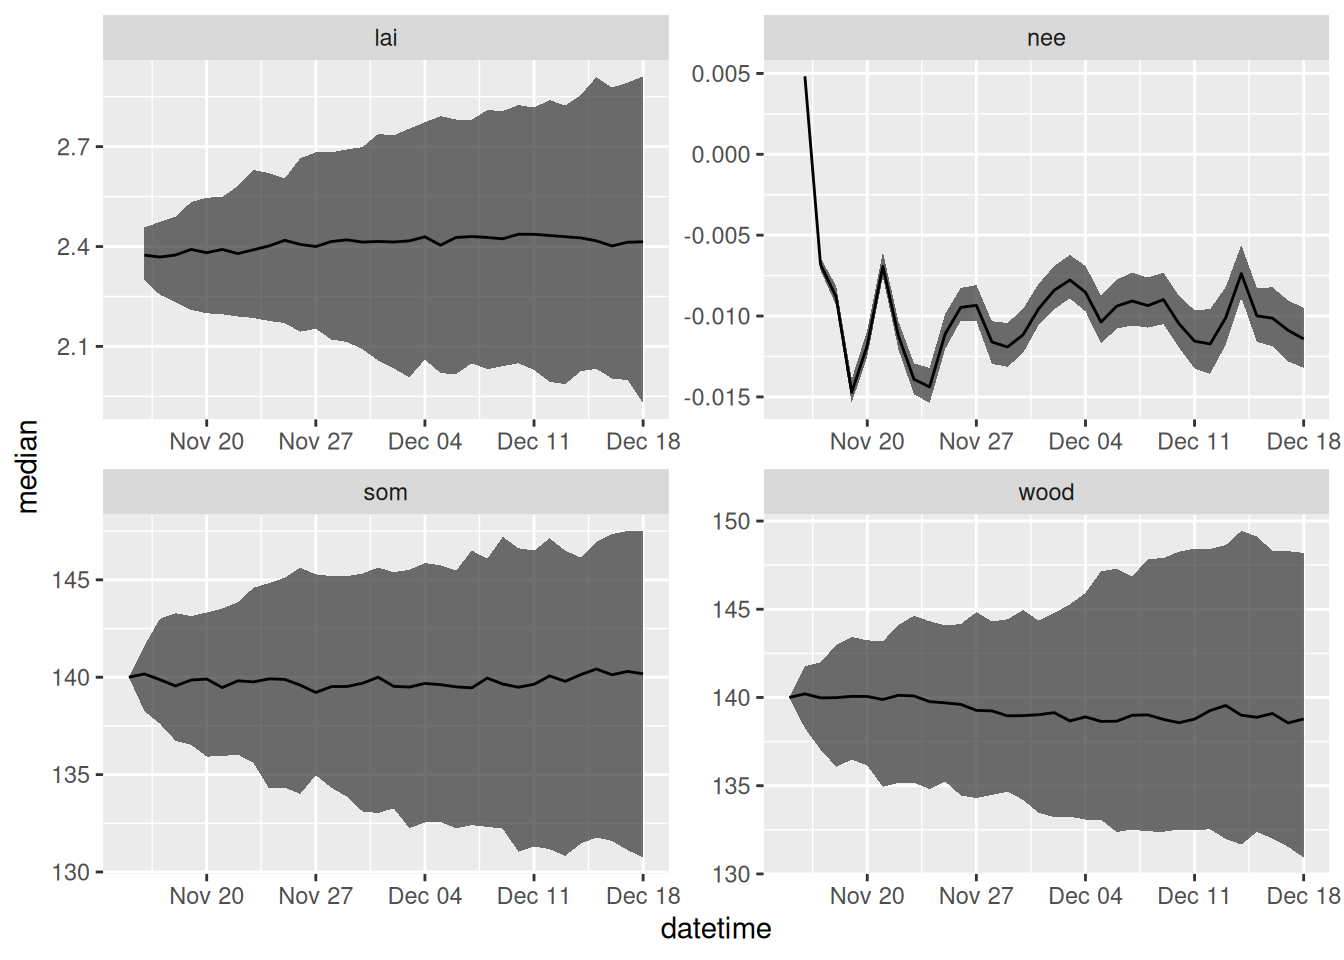 lai
nee
2.7
2.4
2.1
0.005
0.000
-0.005
-0.010
-0.015
Nov 20 Nov 27 Dec 04 Dec 11 Dec 18
Nov 20 Nov 27 Dec 04 Dec 11 Dec 18
median
som
wood
145
140
135
130
150
145
140
135
130
Nov 20 Nov 27 Dec 04 Dec 11 Dec 18
Nov 20 Nov 27 Dec 04 Dec 11 Dec 18
datetime